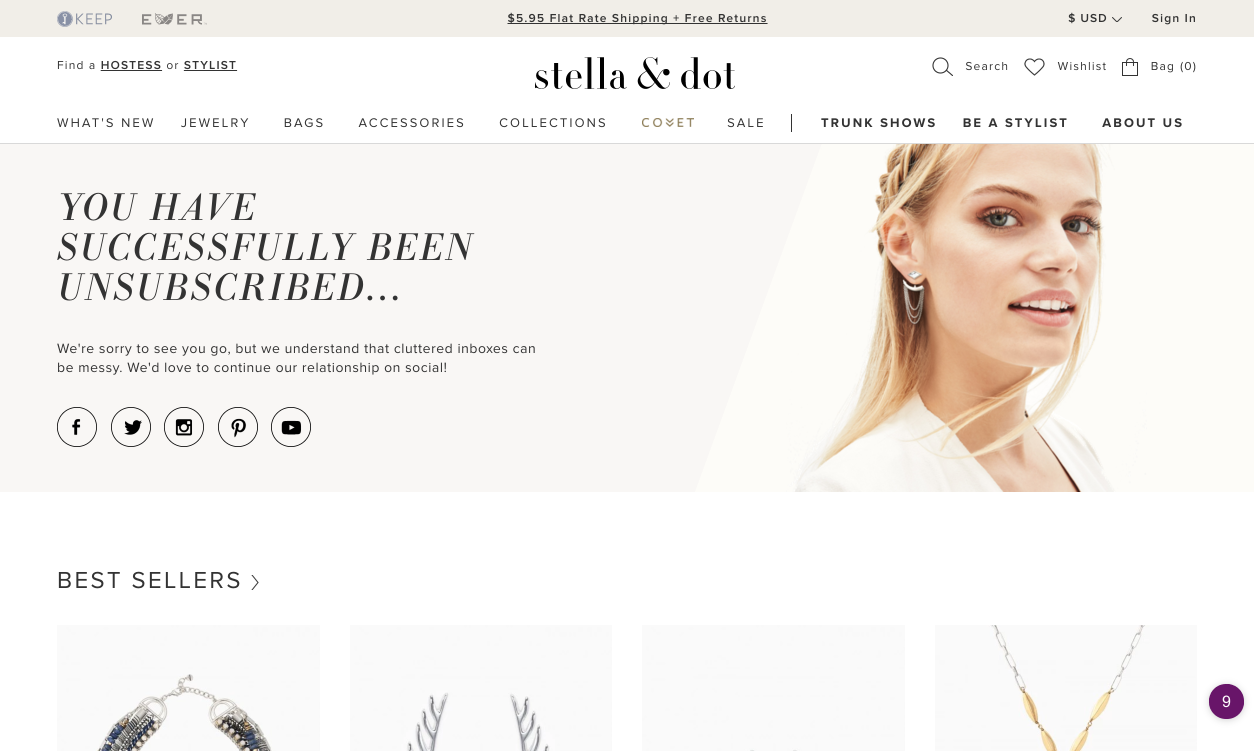 KEEP EVER
$5.95 Flat Rate Shipping + Free Returns
$ USD Sign In
Find a HOSTESS or STYLIST
stella & dot
Search Wishlist Bag (0)
WHAT'S NEW JEWELRY BAGS ACCESSORIES COLLECTIONS COVET SALE TRUNK SHOWS BE A STYLIST ABOUT US
YOU HAVE
SUCCESSFULLY BEEN
UNSUBSCRIBED...
We're sorry to see you go, but we understand that cluttered inboxes can
be messy. We'd love to continue our relationship on social!
BEST SELLERS
9